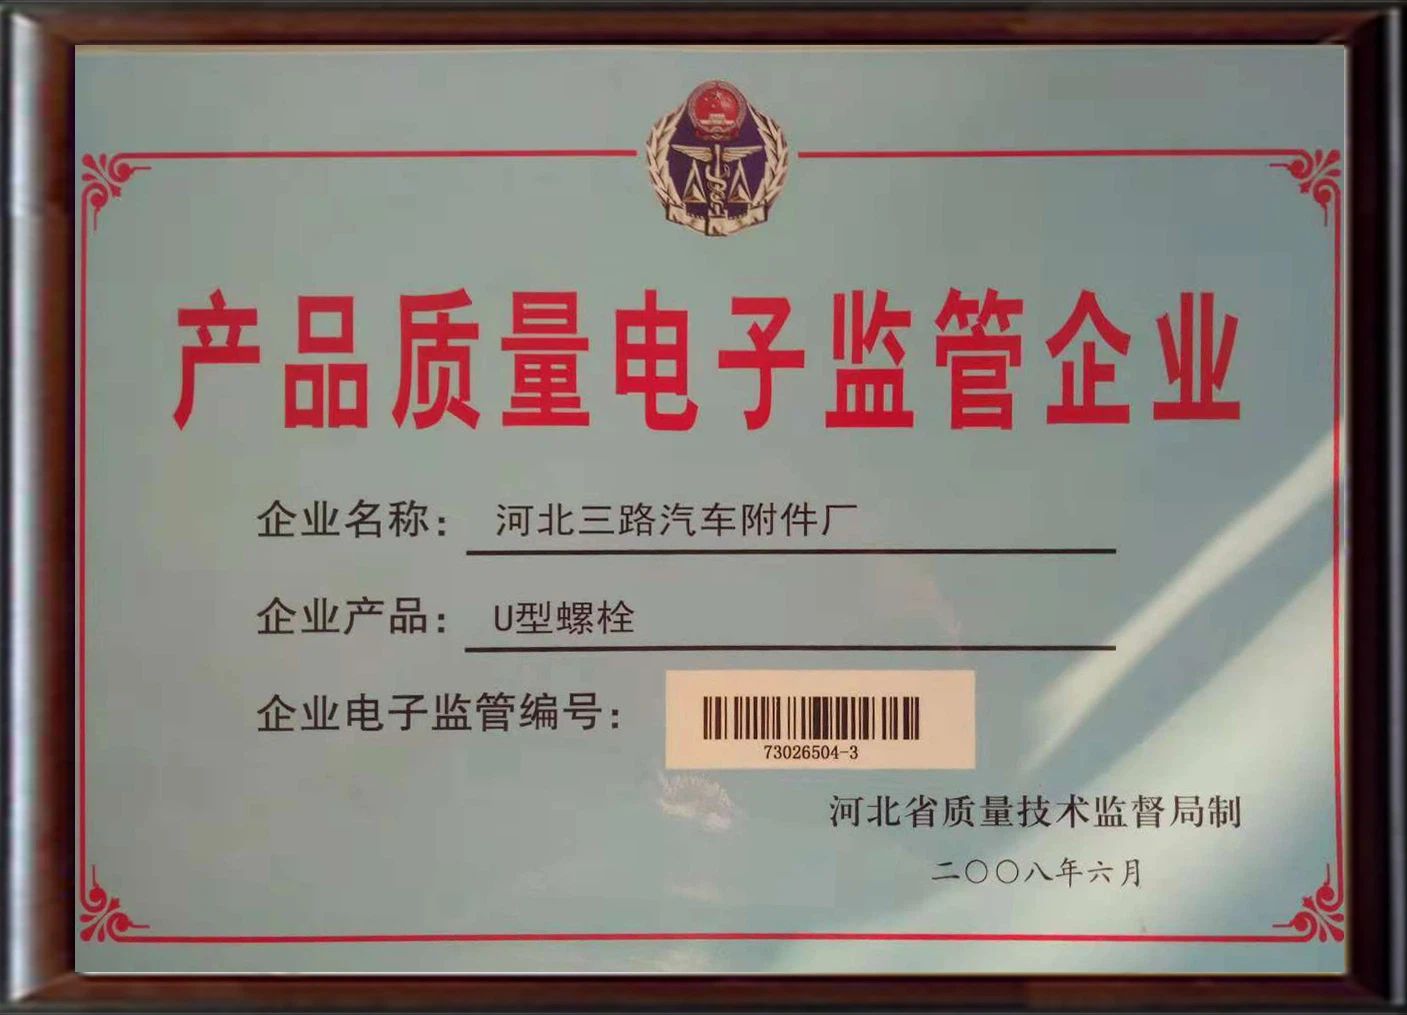 产品质量电子监管企业
企业名称： 河北三路汽车附件厂
企业产品： U型螺栓
企业电子监管编号：
73026504-3
河北省质量技术监督局制
二〇〇八年六月